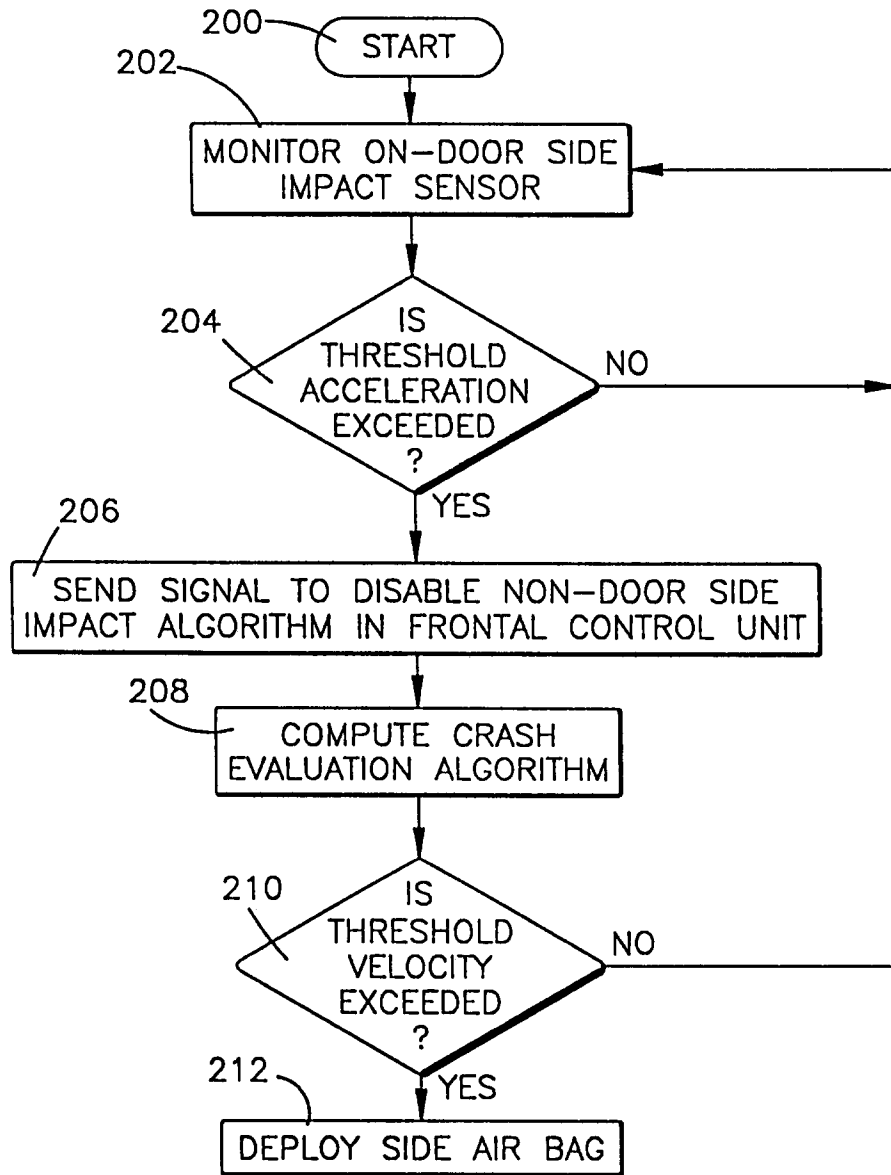 200
START
202
MONITOR ON-DOOR SIDE
IMPACT SENSOR
204
IS
THRESHOLD
ACCELERATION
EXCEEDED
?
NO
YES
206
SEND SIGNAL TO DISABLE NON-DOOR SIDE
IMPACT ALGORITHM IN FRONTAL CONTROL UNIT
208
COMPUTE CRASH
EVALUATION ALGORITHM
210
IS
THRESHOLD
VELOCITY
EXCEEDED
?
NO
YES
212
DEPLOY SIDE AIR BAG